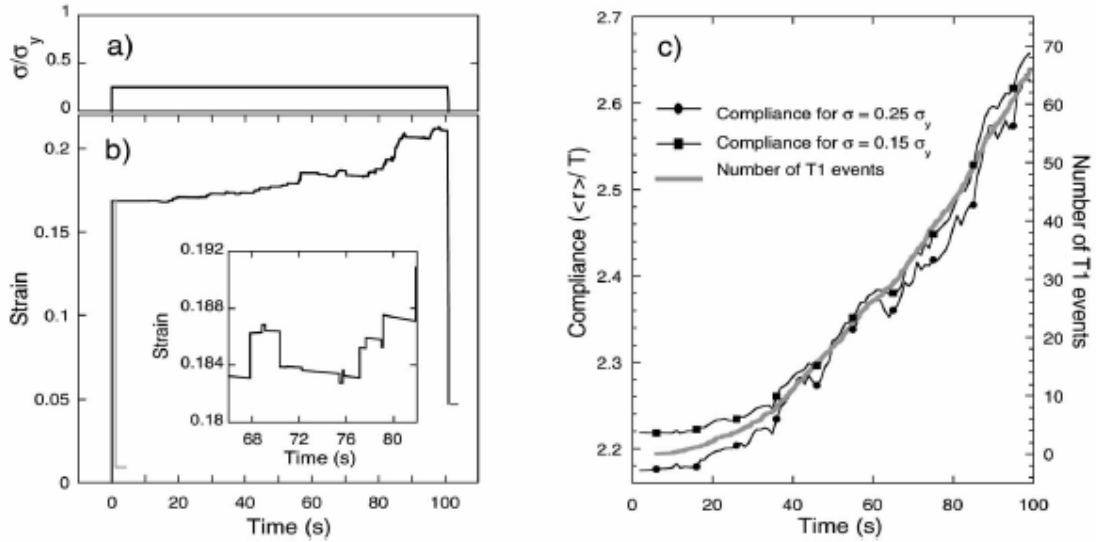 a)
σ/σy
1
0.5
0
b)
Strain
0.2
0.15
0.1
0.05
0
0 20 40 60 80 100
Time (s)
Strain
0.192
0.188
0.184
0.18
68 72 76 80
Time (s)
c)
Compliance (<r>/ T)
2.7
2.6
2.5
2.4
2.3
2.2
Compliance for σ = 0.25 σy
Compliance for σ = 0.15 σy
Number of T1 events
70
60
50
40
30
20
10
0
Number of T1 events
0 20 40 60 80 100
Time (s)